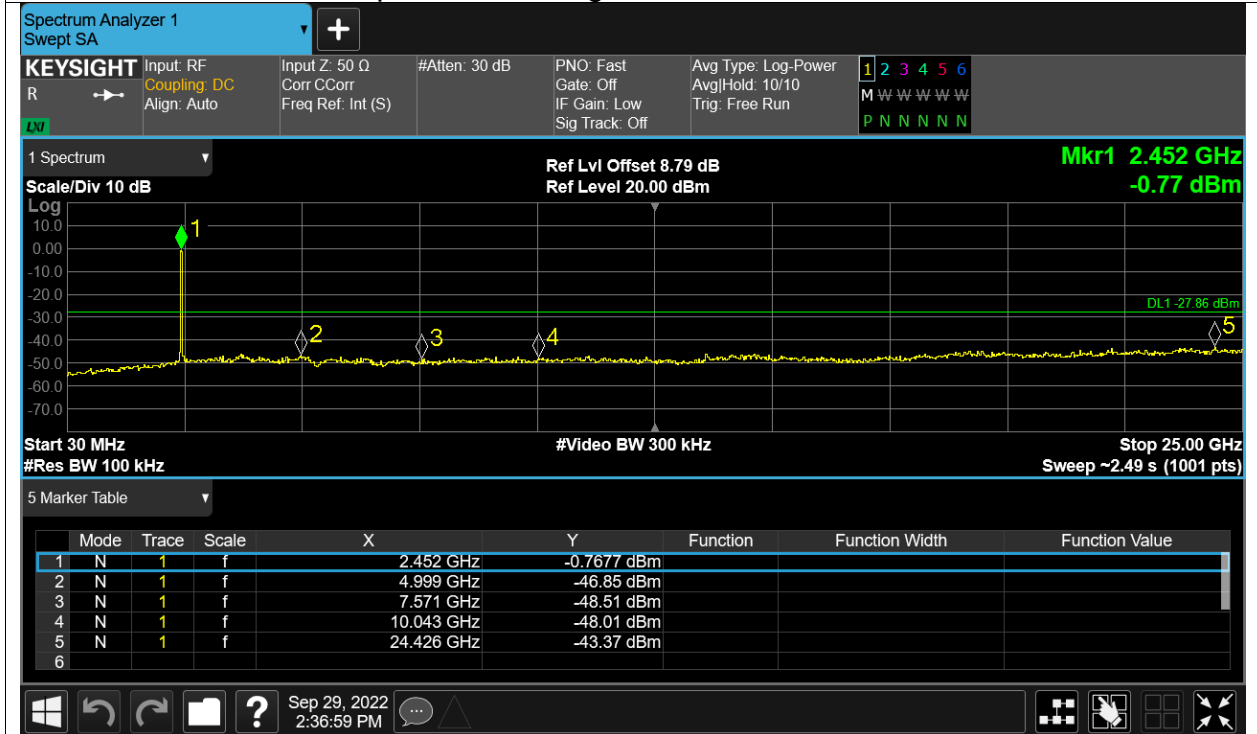 Spectrum Analyzer 1
Swept SA
+
KEYSIGHT
R
LXI
Input: RF
Coupling: DC
Align: Auto
Input Z: 50 Ω
Corr CCorr
Freq Ref: Int (S)
#Atten: 30 dB
PNO: Fast
Gate: Off
IF Gain: Low
Sig Track: Off
Avg Type: Log-Power
Avg|Hold: 10/10
Trig: Free Run
1 2 3 4 5 6
M W W W W W
P N N N N N
1 Spectrum
Scale/Div 10 dB
Ref Lvl Offset 8.79 dB
Ref Level 20.00 dBm
Mkr1 2.452 GHz
-0.77 dBm
Log
10.0
0.00
-10.0
-20.0
-30.0
-40.0
-50.0
-60.0
-70.0
1
2
3
4
5
DL1 -27.86 dBm
Start 30 MHz
#Video BW 300 kHz
Stop 25.00 GHz
#Res BW 100 kHz
Sweep ~2.49 s (1001 pts)
5 Marker Table
Mode Trace Scale X Y Function Function Width Function Value
1 N 1 f 2.452 GHz -0.7677 dBm
2 N 1 f 4.999 GHz -46.85 dBm
3 N 1 f 7.571 GHz -48.51 dBm
4 N 1 f 10.043 GHz -48.01 dBm
5 N 1 f 24.426 GHz -43.37 dBm
6
?
Sep 29, 2022
2:36:59 PM